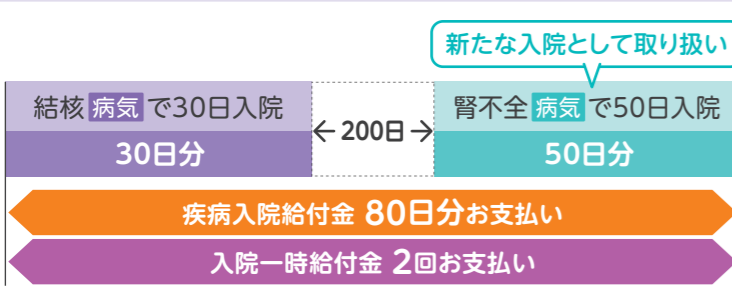 新たな入院として取り扱い
結核 病気 で30日入院
30日分
←200日→
腎不全 病気 で50日入院
50日分
疾病入院給付金 80日分お支払い
入院一時給付金 2回お支払い